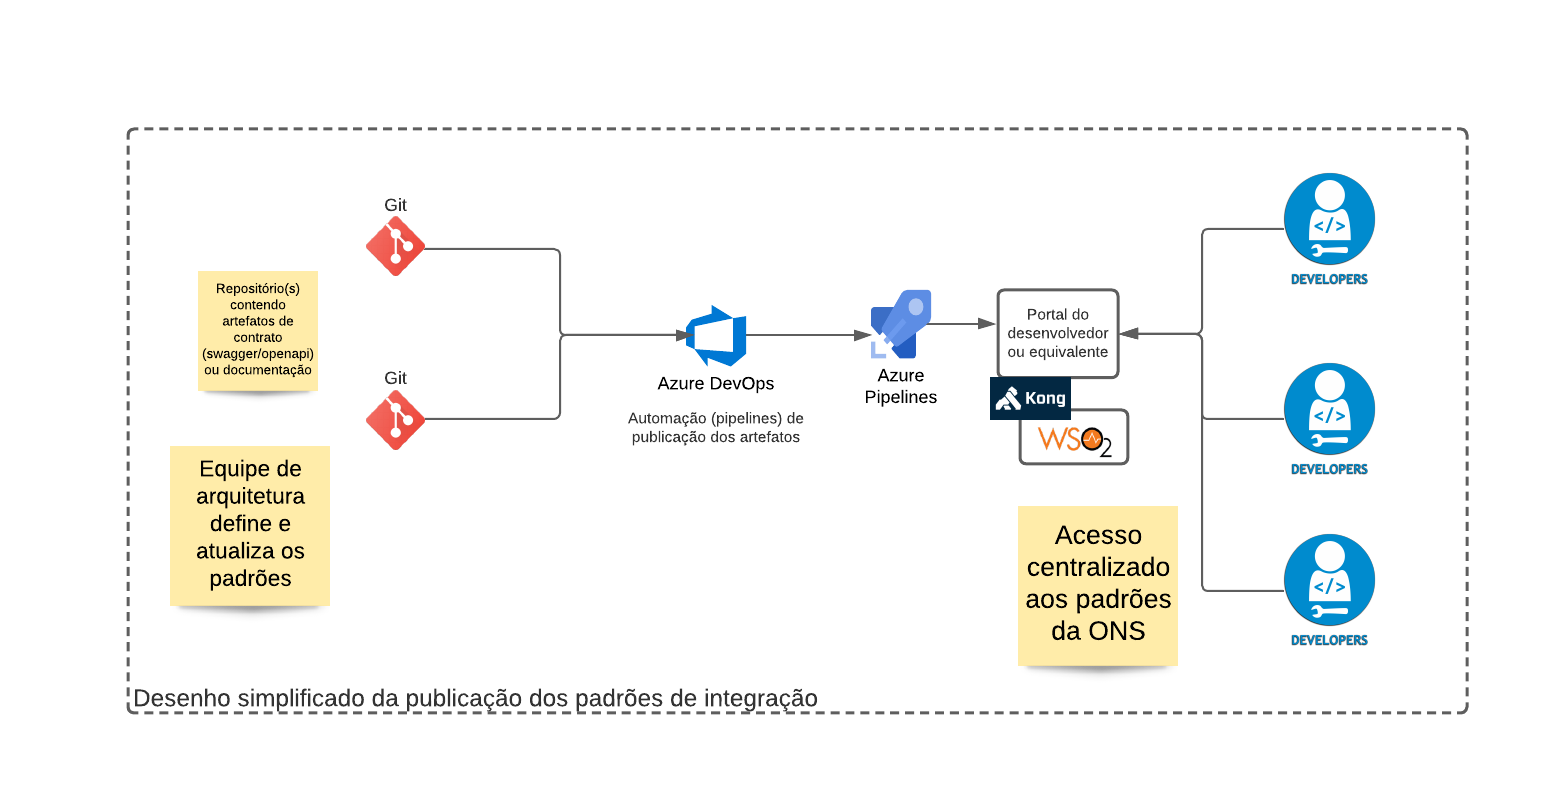 Git
Repositório(s)
contendo
artefatos de
contrato
(swagger/openapi)
ou documentação
Git
Equipe de
arquitetura
define e
atualiza os
padrões
Azure DevOps
Automação (pipelines) de
publicação dos artefatos
Azure
Pipelines
Portal do
desenvolvedor
ou equivalente
Kong
WSO2
Acesso
centralizado
aos padrões
da ONS
</>
DEVELOPERS
</>
DEVELOPERS
</>
DEVELOPERS
Desenho simplificado da publicação dos padrões de integração